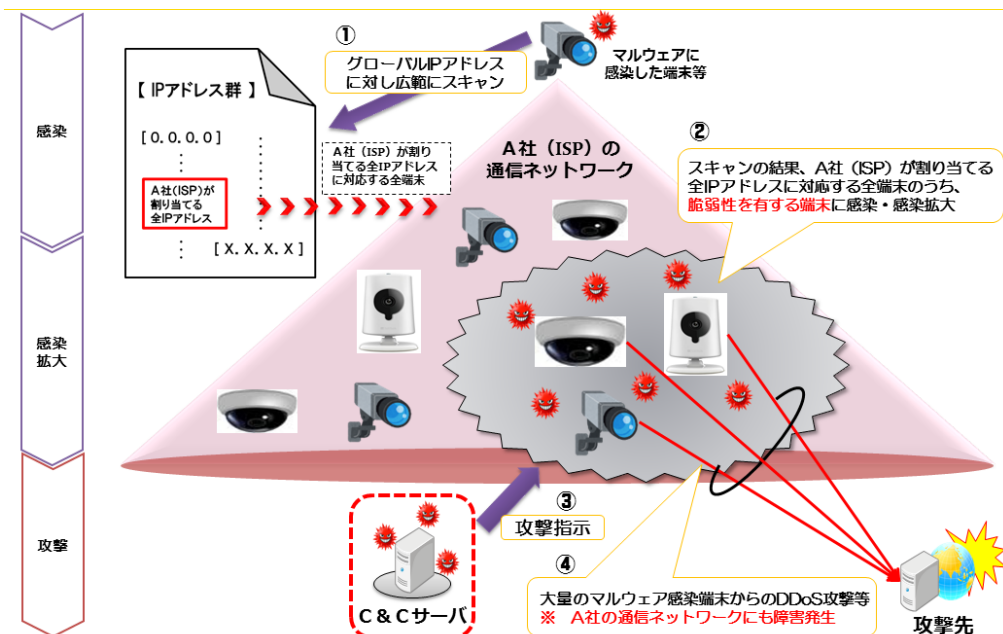 感染
感染
拡大
攻撃
①
グローバルIPアドレス
に対し広範にスキャン
マルウェアに
感染した端末等
【 IPアドレス群 】
[0.0.0.0]
A社(ISP)が
割り当てる
全IPアドレス
[X.X.X.X]
A社（ISP）が割り
当てる全IPアドレス
に対応する全端末
A社（ISP）の
通信ネットワーク
②
スキャンの結果、A社（ISP）が割り当てる
全IPアドレスに対応する全端末のうち、
脆弱性を有する端末に感染・感染拡大
③
攻撃指示
C＆Cサーバ
④
大量のマルウェア感染端末からのDDoS攻撃等
※　A社の通信ネットワークにも障害発生
攻撃先